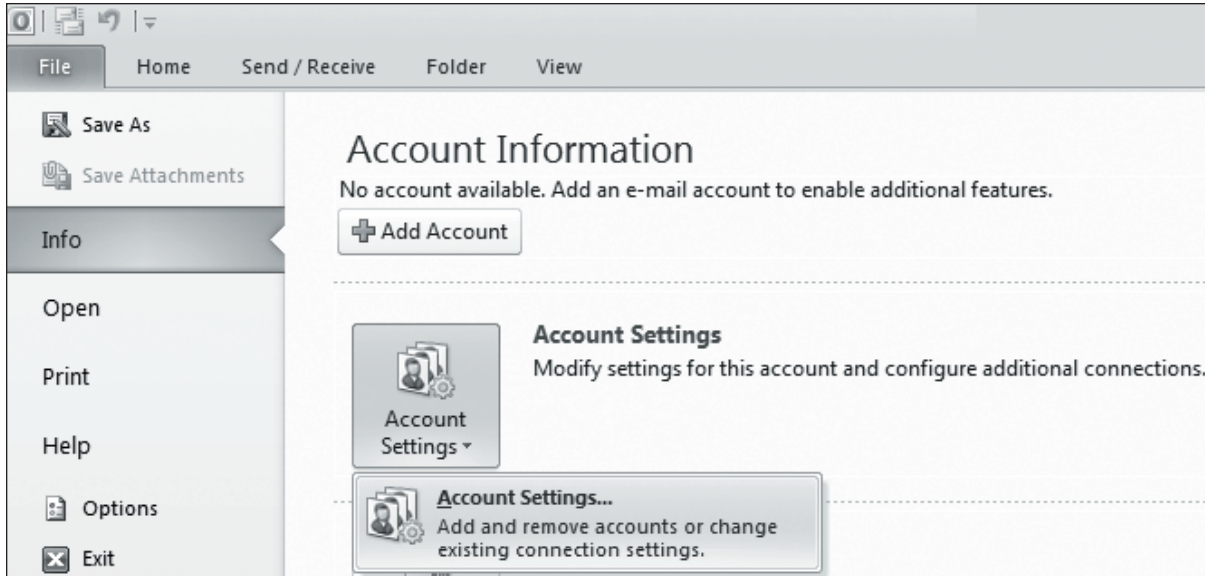 File Home Send / Receive Folder View
Save As
Save Attachments
Info
Open
Print
Help
Options
Exit
Account Information
No account available. Add an e-mail account to enable additional features.
Add Account
Account Settings
Modify settings for this account and configure additional connections.
Account
Settings
Account Settings...
Add and remove accounts or change
existing connection settings.